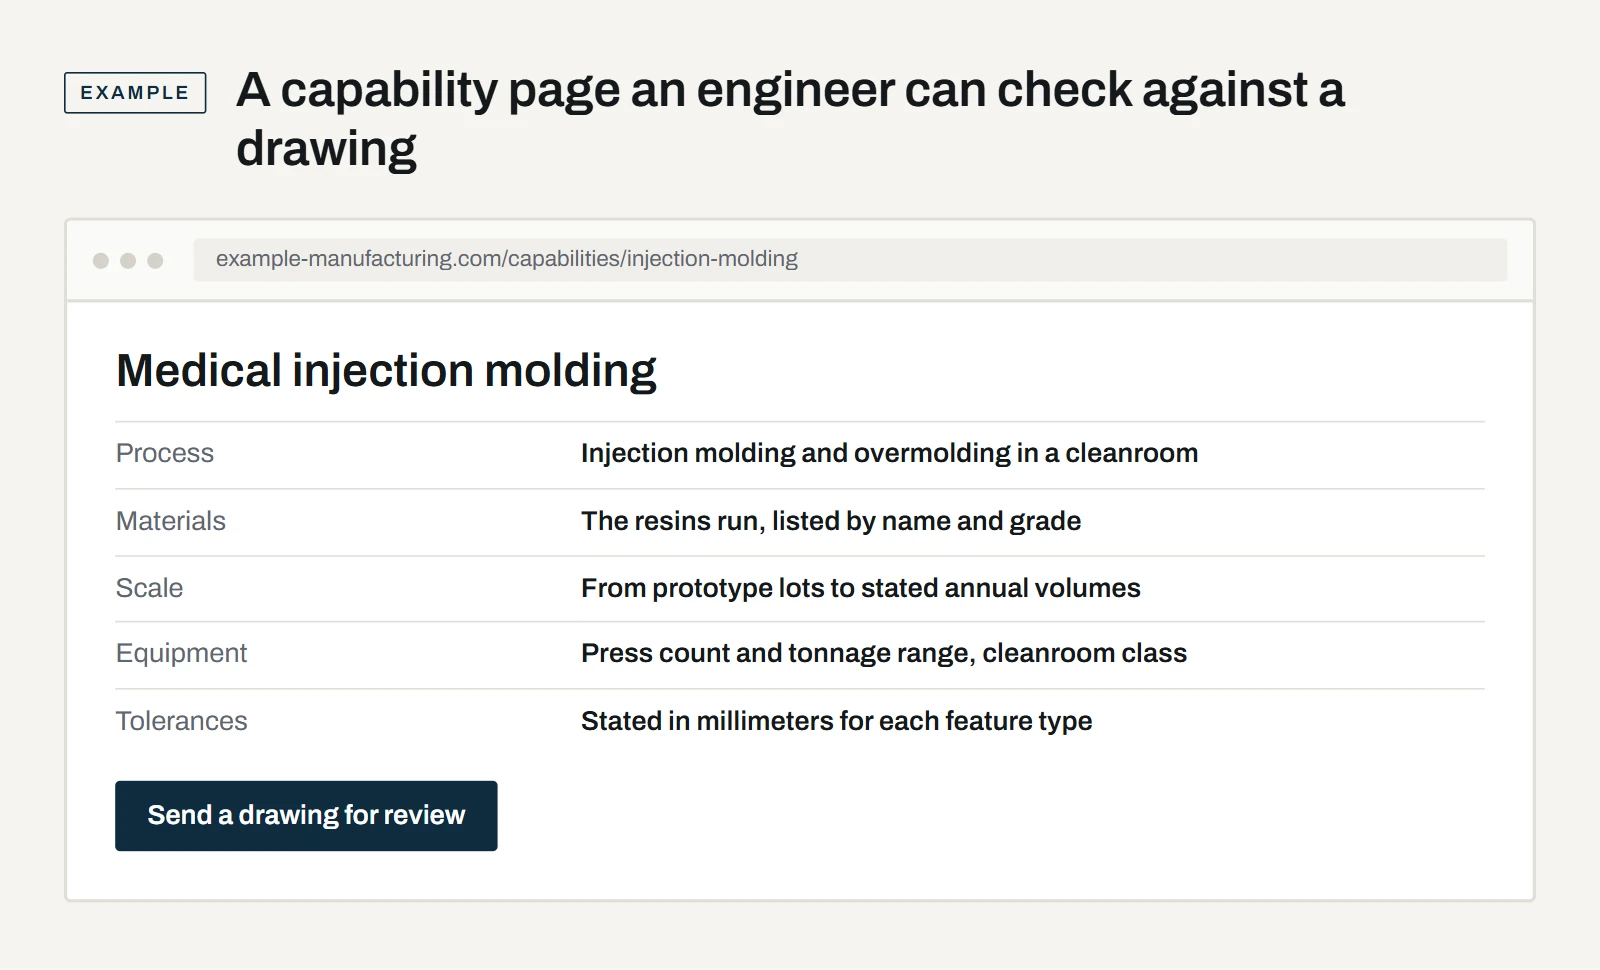 EXAMPLE
A capability page an engineer can check against a
drawing
example-manufacturing.com/capabilities/injection-molding
Medical injection molding
Process Injection molding and overmolding in a cleanroom
Materials The resins run, listed by name and grade
Scale From prototype lots to stated annual volumes
Equipment Press count and tonnage range, cleanroom class
Tolerances Stated in millimeters for each feature type
Send a drawing for review